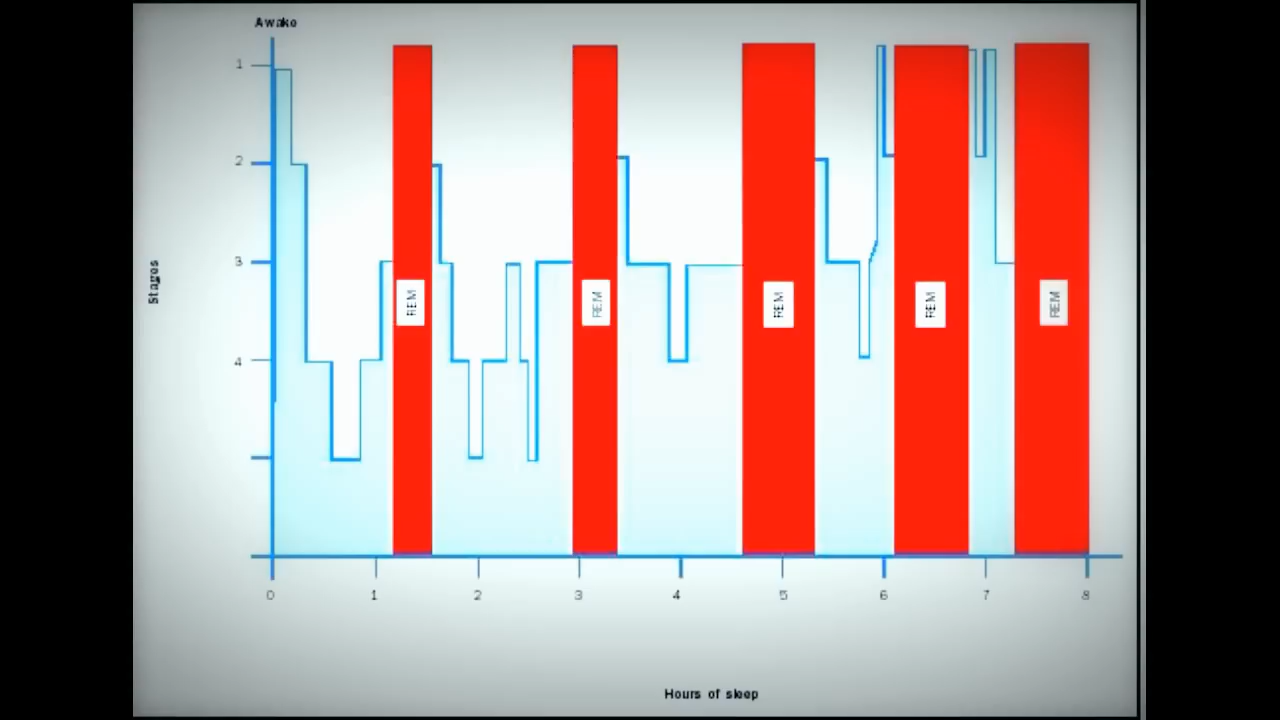 Awake
1
2
3
4
Stages
REM
REM
REM
REM
REM
0 1 2 3 4 5 6 7 8
Hours of sleep